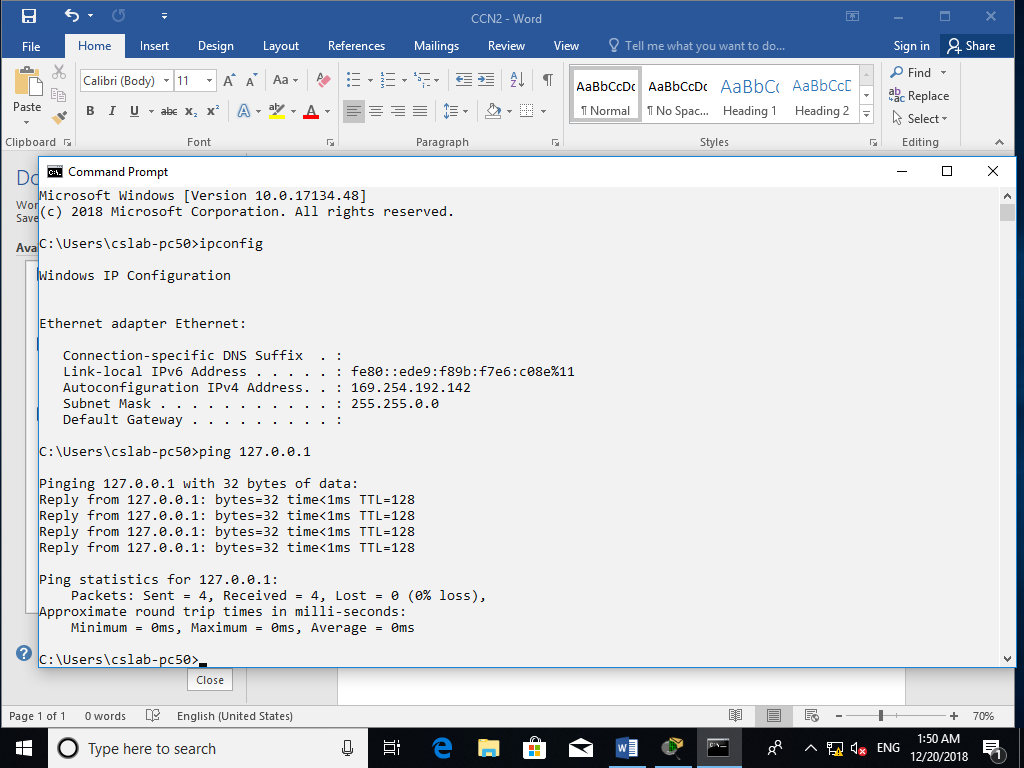 CCN2 - Word
File Home Insert Design Layout References Mailings Review View Tell me what you want to do... Sign in Share
Calibri (Body) 11 Aa
AaBbCcDc AaBbCcDc AaBbCc AaBbCcD
Find
Replace
Select
Paste
B I U abc x₂ x² A ab A
¶ Normal ¶ No Spac... Heading 1 Heading 2
Clipboard Font Paragraph Styles Editing
Command Prompt
Microsoft Windows [Version 10.0.17134.48]
(c) 2018 Microsoft Corporation. All rights reserved.
C:\Users\cslab-pc50>ipconfig
Windows IP Configuration
Ethernet adapter Ethernet:
Connection-specific DNS Suffix . :
Link-local IPv6 Address . . . . . : fe80::ede9:f89b:f7e6:c08e%11
Autoconfiguration IPv4 Address. . : 169.254.192.142
Subnet Mask . . . . . . . . . . . : 255.255.0.0
Default Gateway . . . . . . . . . :
C:\Users\cslab-pc50>ping 127.0.0.1
Pinging 127.0.0.1 with 32 bytes of data:
Reply from 127.0.0.1: bytes=32 time<1ms TTL=128
Reply from 127.0.0.1: bytes=32 time<1ms TTL=128
Reply from 127.0.0.1: bytes=32 time<1ms TTL=128
Reply from 127.0.0.1: bytes=32 time<1ms TTL=128
Ping statistics for 127.0.0.1:
Packets: Sent = 4, Received = 4, Lost = 0 (0% loss),
Approximate round trip times in milli-seconds:
Minimum = 0ms, Maximum = 0ms, Average = 0ms
C:\Users\cslab-pc50>
Close
Page 1 of 1 0 words English (United States) 70%
Type here to search
ENG
1:50 AM
12/20/2018
1